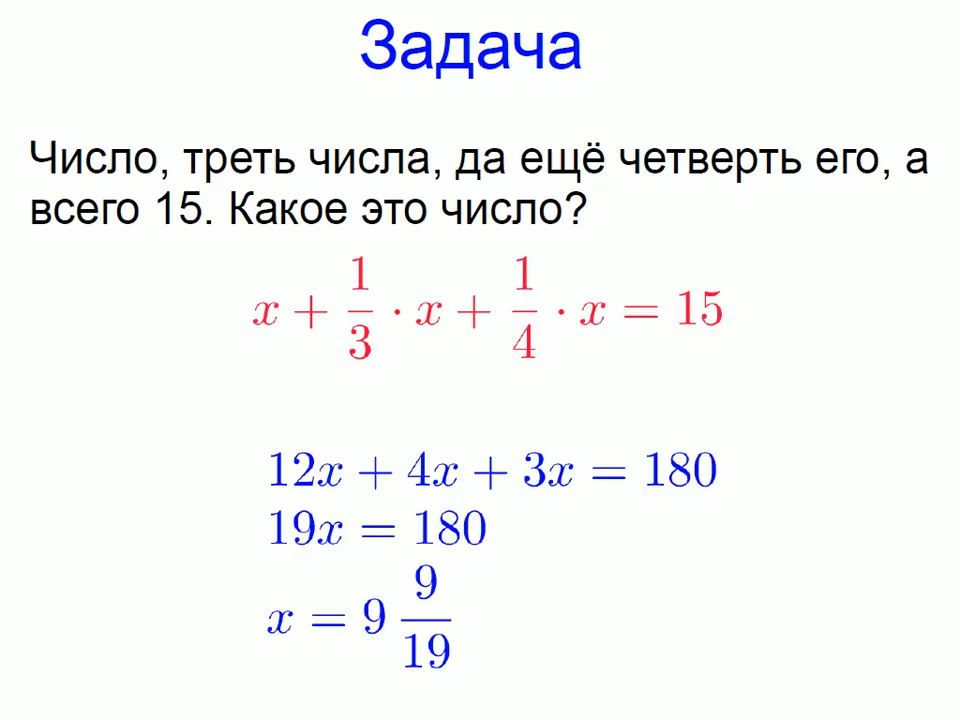 Задача
Число, треть числа, да ещё четверть его, а
всего 15. Какое это число?
x + 1/3 · x + 1/4 · x = 15
12x + 4x + 3x = 180
19x = 180
x = 9 9/19